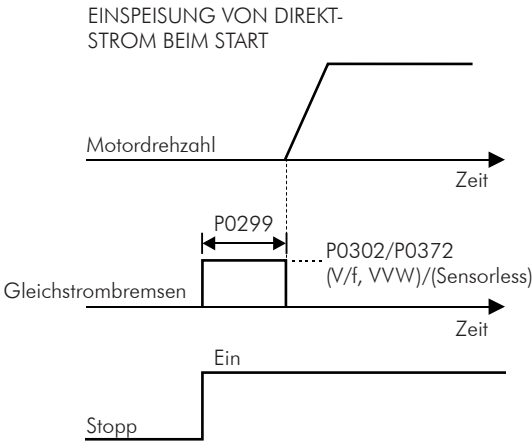 EINSPEISUNG VON DIREKT-
STROM BEIM START
Motordrehzahl
Zeit
P0299
P0302/P0372
(V/f, VVW)/(Sensorless)
Gleichstrombremsen
Zeit
Ein
Stopp